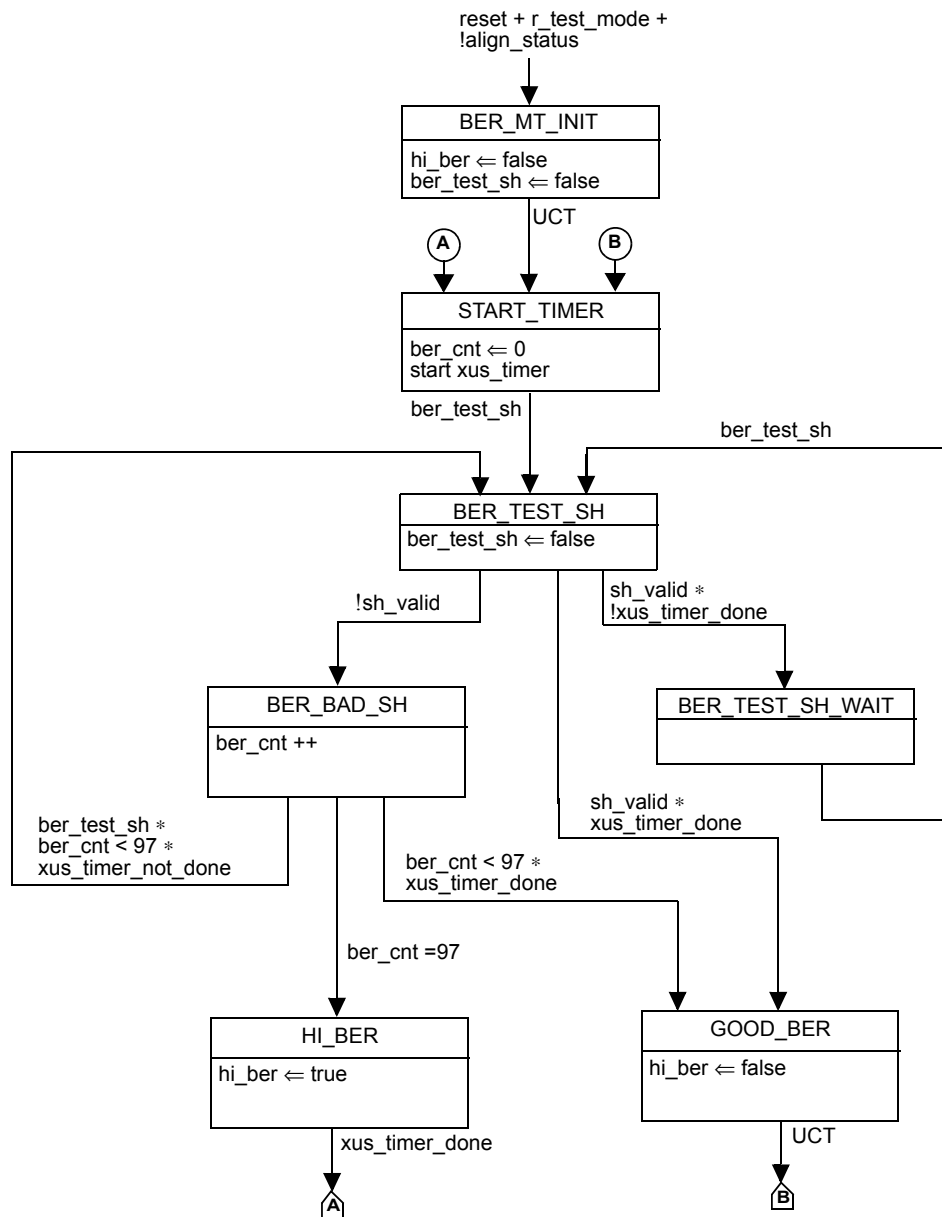 reset + r_test_mode +
!align_status
BER_MT_INIT
hi_ber ⇐ false
ber_test_sh ⇐ false
UCT
A
B
START_TIMER
ber_cnt ⇐ 0
start xus_timer
ber_test_sh
ber_test_sh
BER_TEST_SH
ber_test_sh ⇐ false
!sh_valid
sh_valid *
!xus_timer_done
BER_BAD_SH
ber_cnt ++
BER_TEST_SH_WAIT
ber_test_sh *
ber_cnt < 97 *
xus_timer_not_done
ber_cnt < 97 *
xus_timer_done
sh_valid *
xus_timer_done
ber_cnt =97
HI_BER
hi_ber ⇐ true
GOOD_BER
hi_ber ⇐ false
xus_timer_done
UCT
A
B